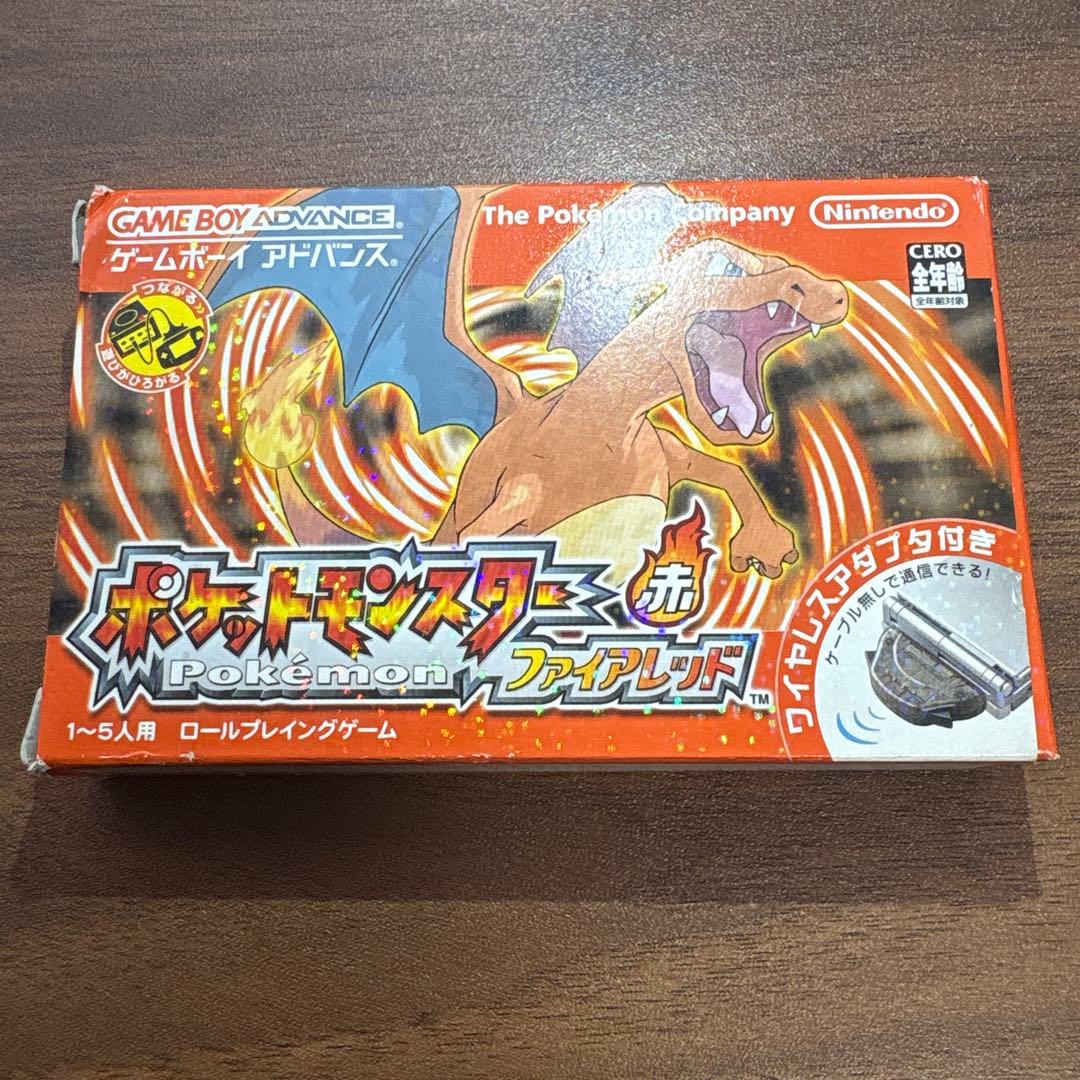 GAME BOY ADVANCE
ゲームボーイ アドバンス®
The Pokémon Company
Nintendo®
CERO
全年齢
全年齢対象
つながる》
遊びがひろがる
ポケットモンスター
赤
Pokémon
ファイアレッド
TM
1〜5人用 ロールプレイングゲーム
ワイヤレスアダプタ付き
ケーブル無しで通信できる!